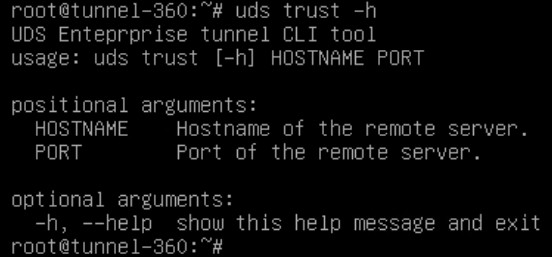 root@tunnel-360:~# uds trust -h
UDS Enteprprise tunnel CLI tool
usage: uds trust [-h] HOSTNAME PORT

positional arguments:
  HOSTNAME    Hostname of the remote server.
  PORT        Port of the remote server.

optional arguments:
  -h, --help  show this help message and exit
root@tunnel-360:~#